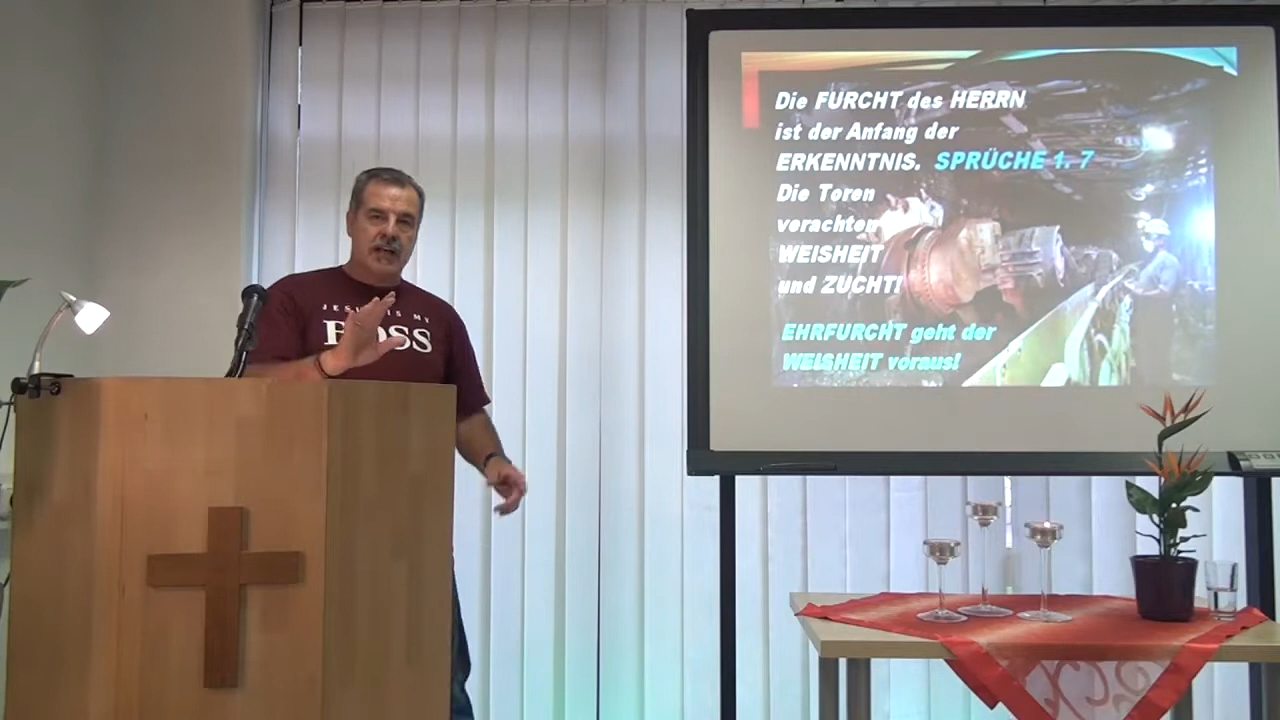 JESUS IS MY
BOSS
Die FURCHT des HERRN
ist der Anfang der
ERKENNTNIS. SPRÜCHE 1. 7
Die Toren
verachten
WEISHEIT
und ZUCHT!
EHRFURCHT geht der
WEISHEIT voraus!